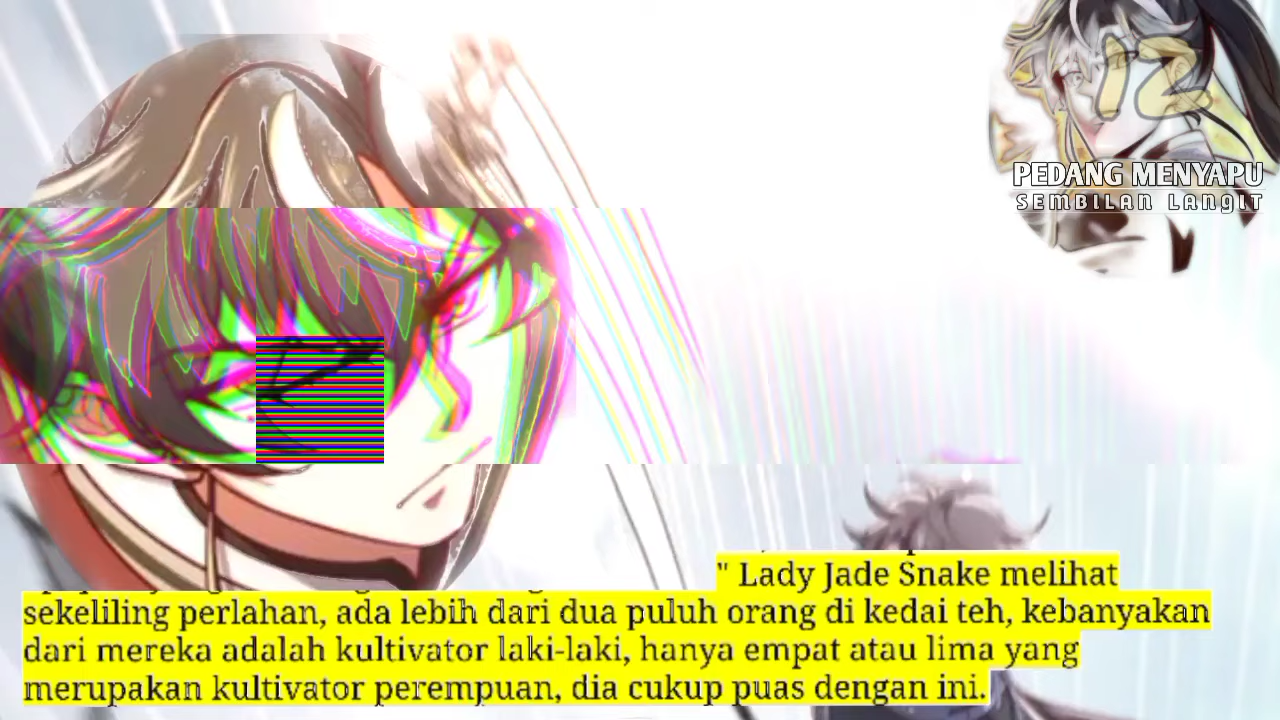 12
PEDANG MENYAPU
SEMBILAN LANGIT
" Lady Jade Snake melihat
sekeliling perlahan, ada lebih dari dua puluh orang di kedai teh, kebanyakan
dari mereka adalah kultivator laki-laki, hanya empat atau lima yang
merupakan kultivator perempuan, dia cukup puas dengan ini.